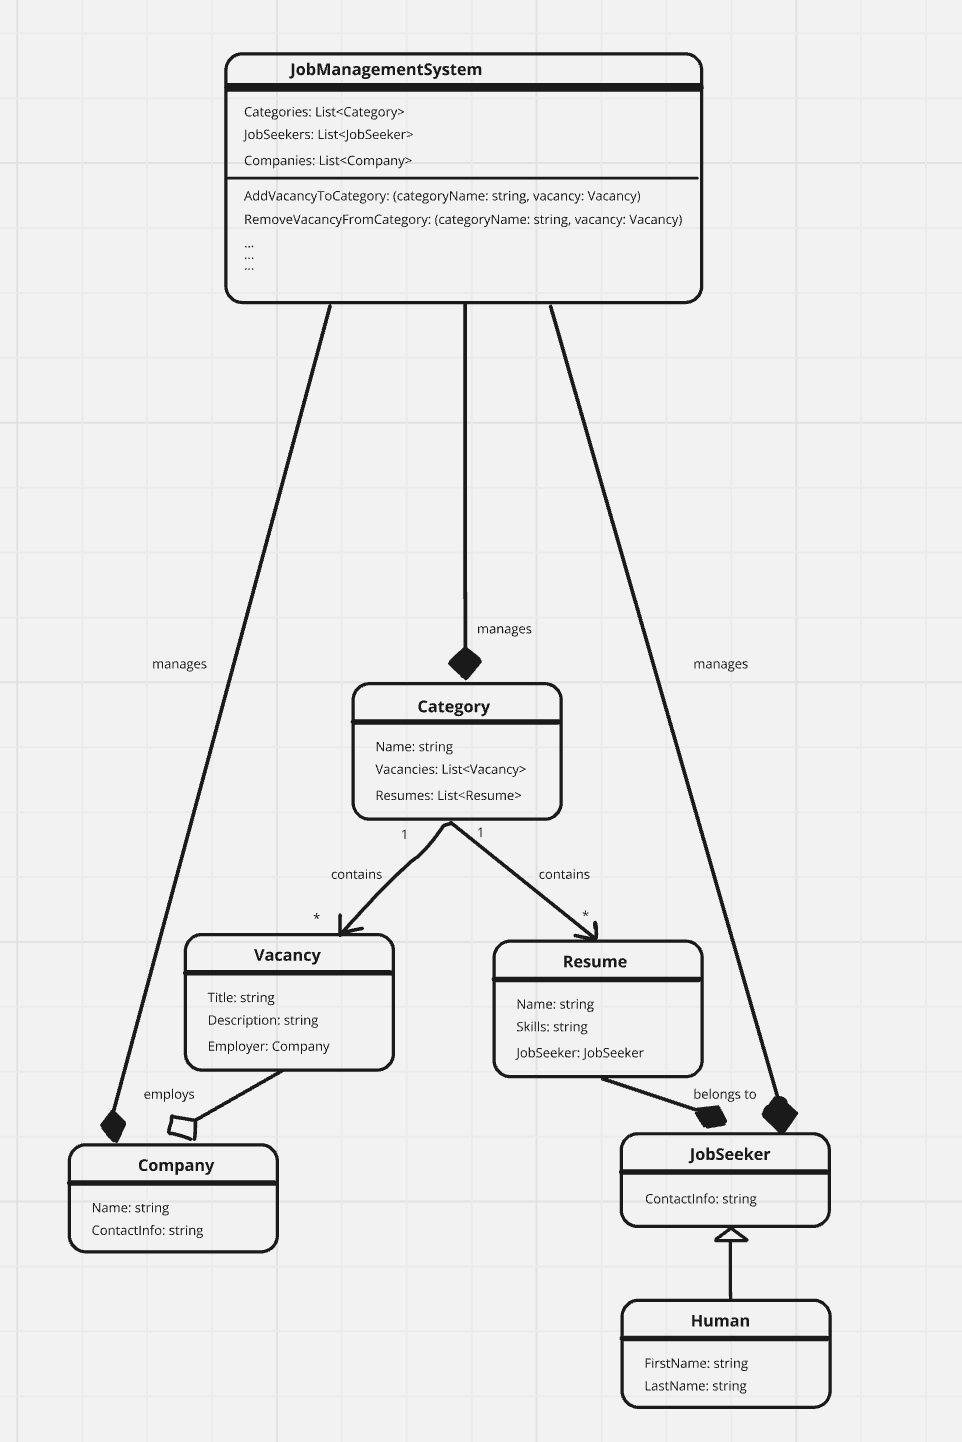 JobManagementSystem
Categories: List<Category>
JobSeekers: List<JobSeeker>
Companies: List<Company>
AddVacancyToCategory: (categoryName: string, vacancy: Vacancy)
RemoveVacancyFromCategory: (categoryName: string, vacancy: Vacancy)
...
...
...
manages
manages
manages
Category
Name: string
Vacancies: List<Vacancy>
Resumes: List<Resume>
1
1
contains
contains
*
*
Vacancy
Title: string
Description: string
Employer: Company
Resume
Name: string
Skills: string
JobSeeker: JobSeeker
employs
belongs to
Company
Name: string
ContactInfo: string
JobSeeker
ContactInfo: string
Human
FirstName: string
LastName: string